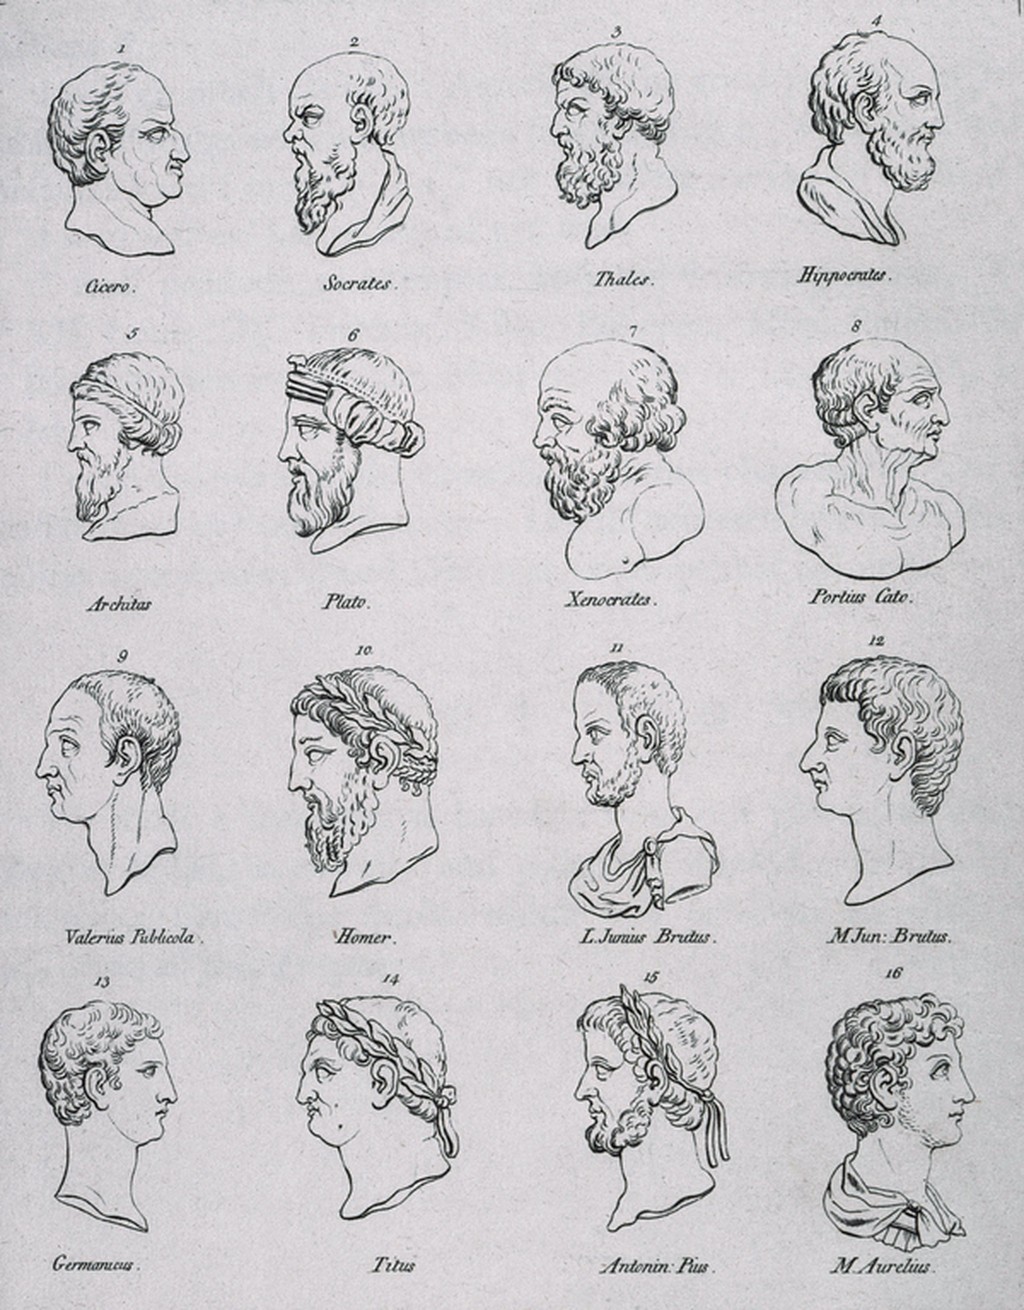 1 2 3 4
Cicero. Socrates. Thales. Hippocrates.
5 6 7 8
Architas Plato. Xenocrates. Portius Cato.
9 10. 11 12
Valerius Publicola. Homer. L. Junius Brutus. M Jun: Brutus.
13 14 15 16
Germanicus. Titus Antonin: Pius. M. Aurelius.